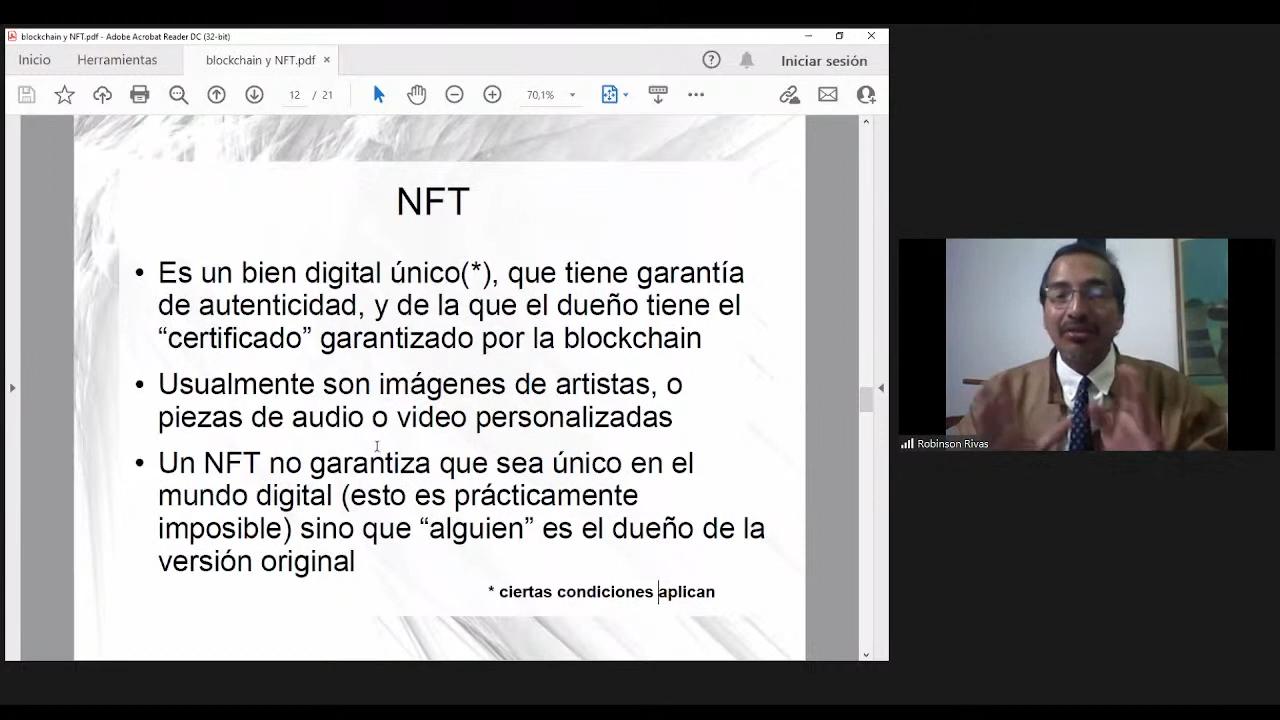 blockchain y NFT.pdf - Adobe Acrobat Reader DC (32-bit)
Inicio
Herramientas
blockchain y NFT.pdf ×
Iniciar sesión
12 / 21
70,1%
NFT
• Es un bien digital único(*), que tiene garantía
de autenticidad, y de la que el dueño tiene el
“certificado” garantizado por la blockchain
• Usualmente son imágenes de artistas, o
piezas de audio o video personalizadas
• Un NFT no garantiza que sea único en el
mundo digital (esto es prácticamente
imposible) sino que “alguien” es el dueño de la
versión original
* ciertas condiciones aplican
Robinson Rivas